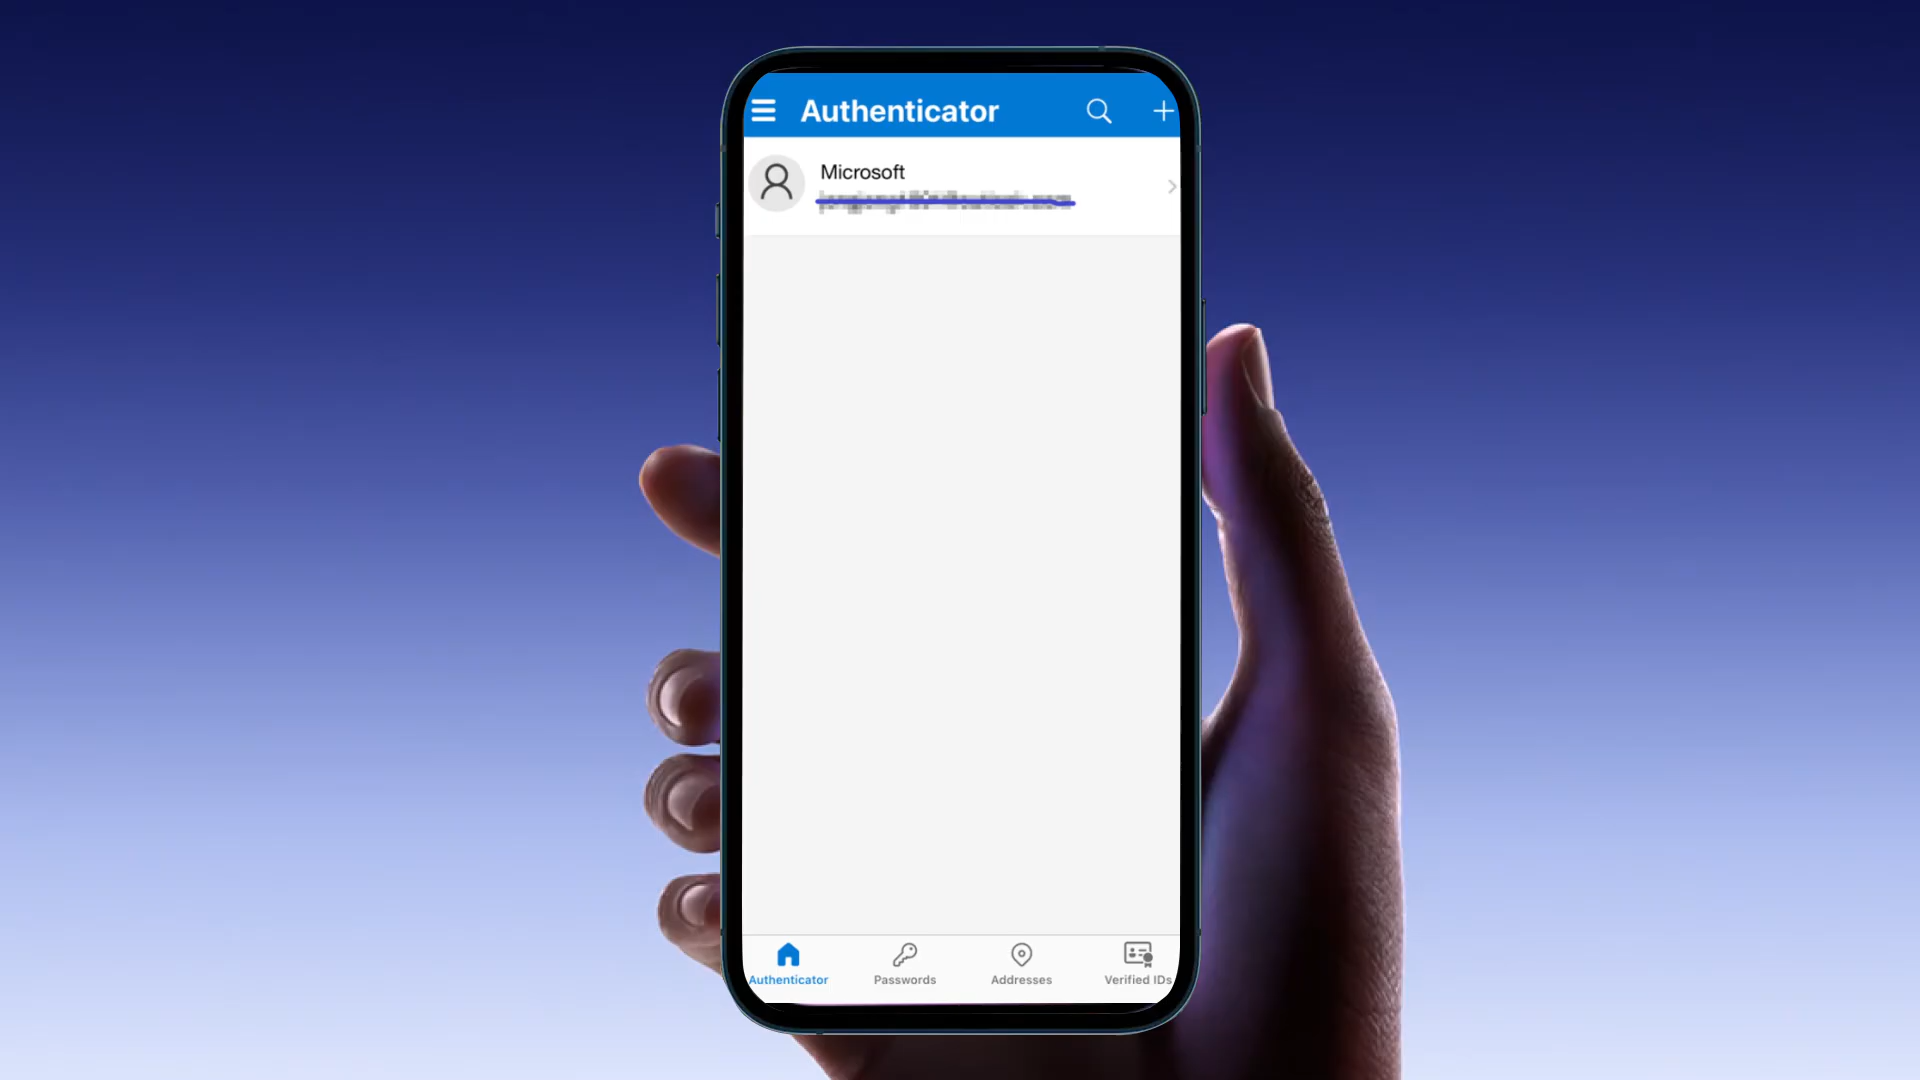 Authenticator
Microsoft
Authenticator Passwords Addresses Verified IDs